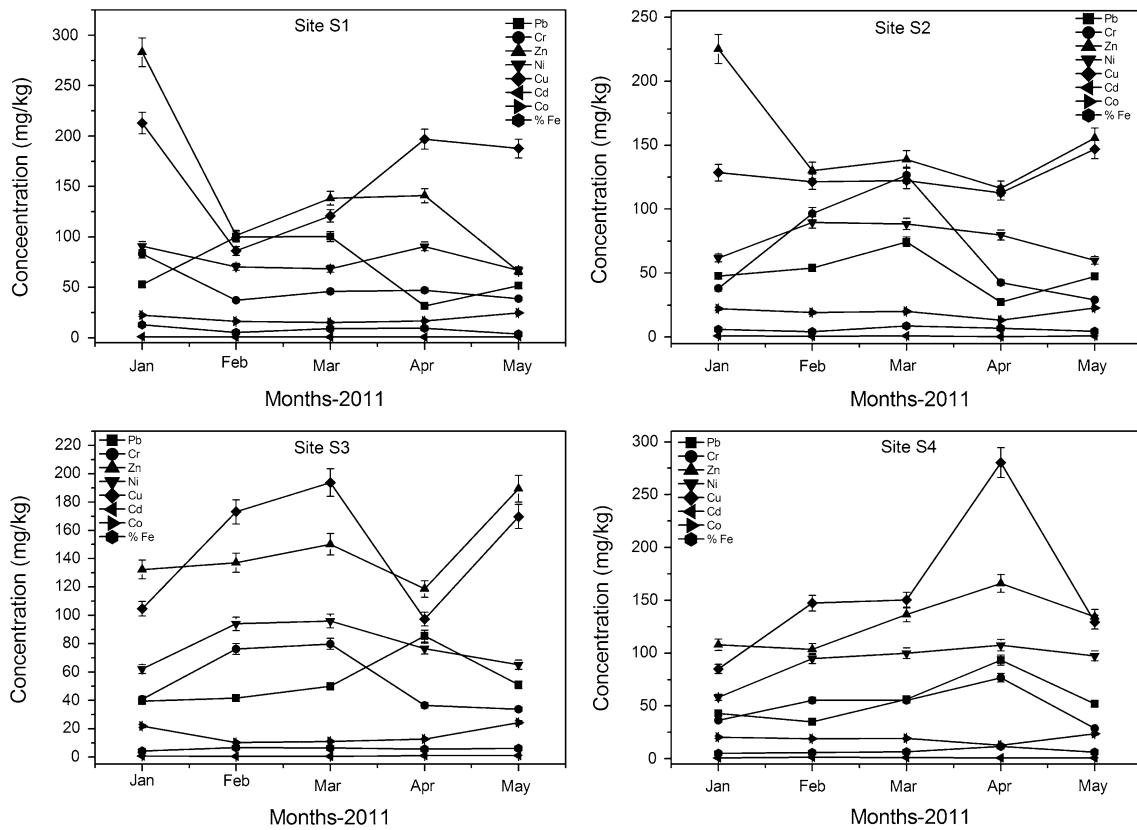 Site S1
Pb
Cr
Zn
Ni
Cu
Cd
Co
% Fe
300
250
200
150
100
50
0
Conceentration (mg/kg)
Jan Feb Mar Apr May
Months-2011
Site S2
Pb
Cr
Zn
Ni
Cu
Cd
Co
% Fe
250
200
150
100
50
0
Concentration (mg/kg)
Jan Feb Mar Apr May
Months-2011
Site S3
Pb
Cr
Zn
Ni
Cu
Cd
Co
% Fe
220
200
180
160
140
120
100
80
60
40
20
0
Concentration (mg/kg)
Jan Feb Mar Apr May
Months-2011
Site S4
Pb
Cr
Zn
Ni
Cu
Cd
Co
% Fe
300
250
200
150
100
50
0
Concentration (mg/kg)
Jan Feb Mar Apr May
Months-2011